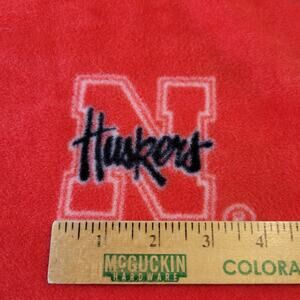 N
Huskers
®
1 2 3 4
McGUCKIN
HARDWARE
COLORA